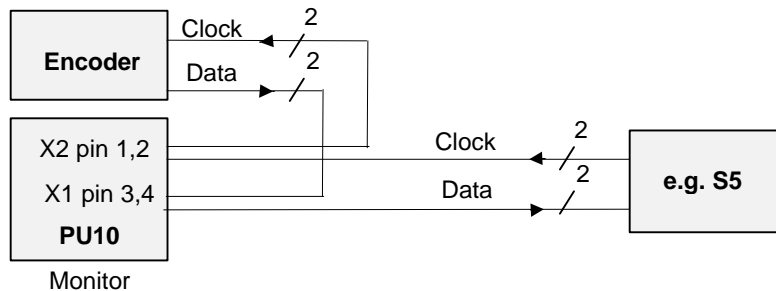 2
Clock
Encoder
2
Data
X2 pin 1,2
2
Clock
X1 pin 3,4
2
e.g. S5
Data
PU10
Monitor